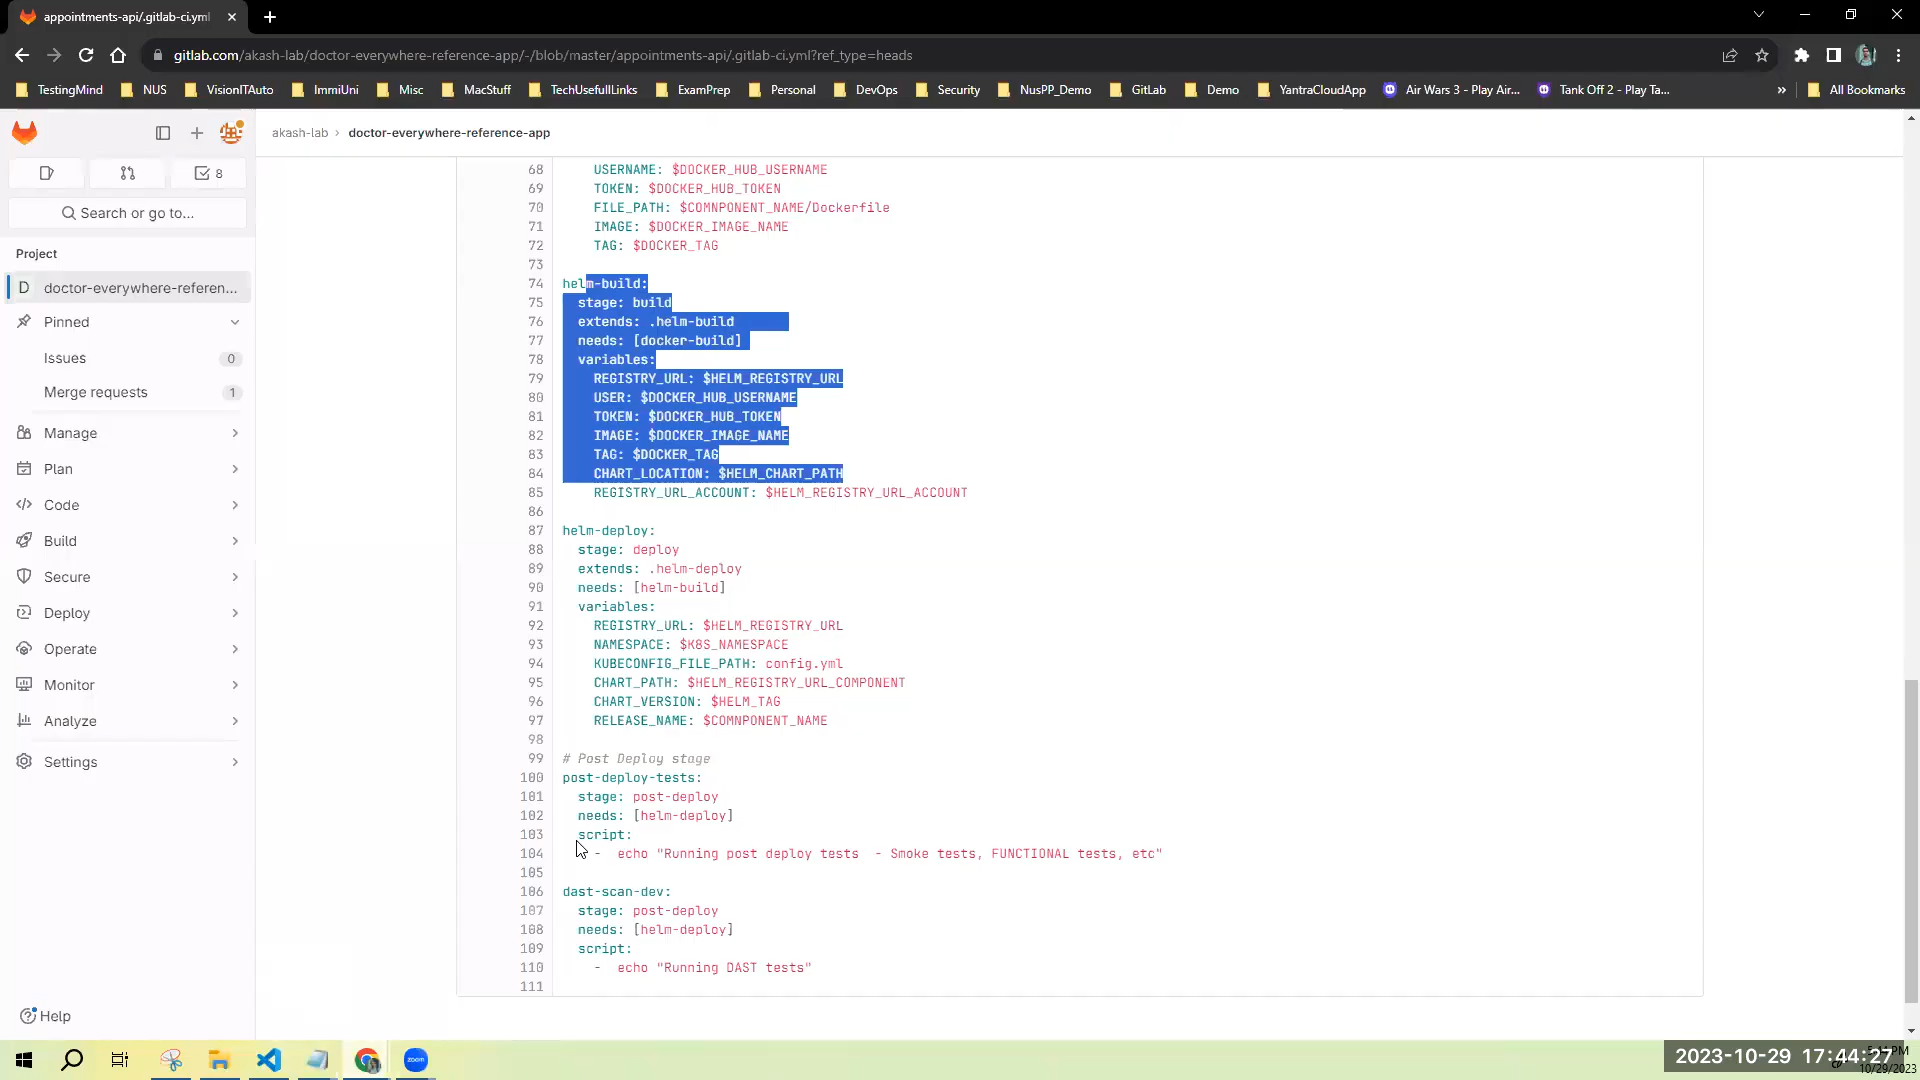 appointments-api/.gitlab-ci.yml
gitlab.com/akash-lab/doctor-everywhere-reference-app/-/blob/master/appointments-api/.gitlab-ci.yml?ref_type=heads
TestingMind NUS VisionITAuto ImmiUni Misc MacStuff TechUsefullLinks ExamPrep Personal DevOps Security NusPP_Demo GitLab Demo YantraCloudApp Air Wars 3 - Play Air... Tank Off 2 - Play Ta... » All Bookmarks
akash-lab › doctor-everywhere-reference-app
8
Search or go to...
Project
D doctor-everywhere-referen...
Pinned
Issues 0
Merge requests 1
Manage
Plan
Code
Build
Secure
Deploy
Operate
Monitor
Analyze
Settings
Help
68 USERNAME: $DOCKER_HUB_USERNAME
69 TOKEN: $DOCKER_HUB_TOKEN
70 FILE_PATH: $COMNPONENT_NAME/Dockerfile
71 IMAGE: $DOCKER_IMAGE_NAME
72 TAG: $DOCKER_TAG
73
74 helm-build:
75 stage: build
76 extends: .helm-build
77 needs: [docker-build]
78 variables:
79 REGISTRY_URL: $HELM_REGISTRY_URL
80 USER: $DOCKER_HUB_USERNAME
81 TOKEN: $DOCKER_HUB_TOKEN
82 IMAGE: $DOCKER_IMAGE_NAME
83 TAG: $DOCKER_TAG
84 CHART_LOCATION: $HELM_CHART_PATH
85 REGISTRY_URL_ACCOUNT: $HELM_REGISTRY_URL_ACCOUNT
86
87 helm-deploy:
88 stage: deploy
89 extends: .helm-deploy
90 needs: [helm-build]
91 variables:
92 REGISTRY_URL: $HELM_REGISTRY_URL
93 NAMESPACE: $K8S_NAMESPACE
94 KUBECONFIG_FILE_PATH: config.yml
95 CHART_PATH: $HELM_REGISTRY_URL_COMPONENT
96 CHART_VERSION: $HELM_TAG
97 RELEASE_NAME: $COMNPONENT_NAME
98
99 # Post Deploy stage
100 post-deploy-tests:
101 stage: post-deploy
102 needs: [helm-deploy]
103 script:
104 - echo "Running post deploy tests - Smoke tests, FUNCTIONAL tests, etc"
105
106 dast-scan-dev:
107 stage: post-deploy
108 needs: [helm-deploy]
109 script:
110 - echo "Running DAST tests"
111
zoom
2023-10-29 17:44:27
10/29/2023